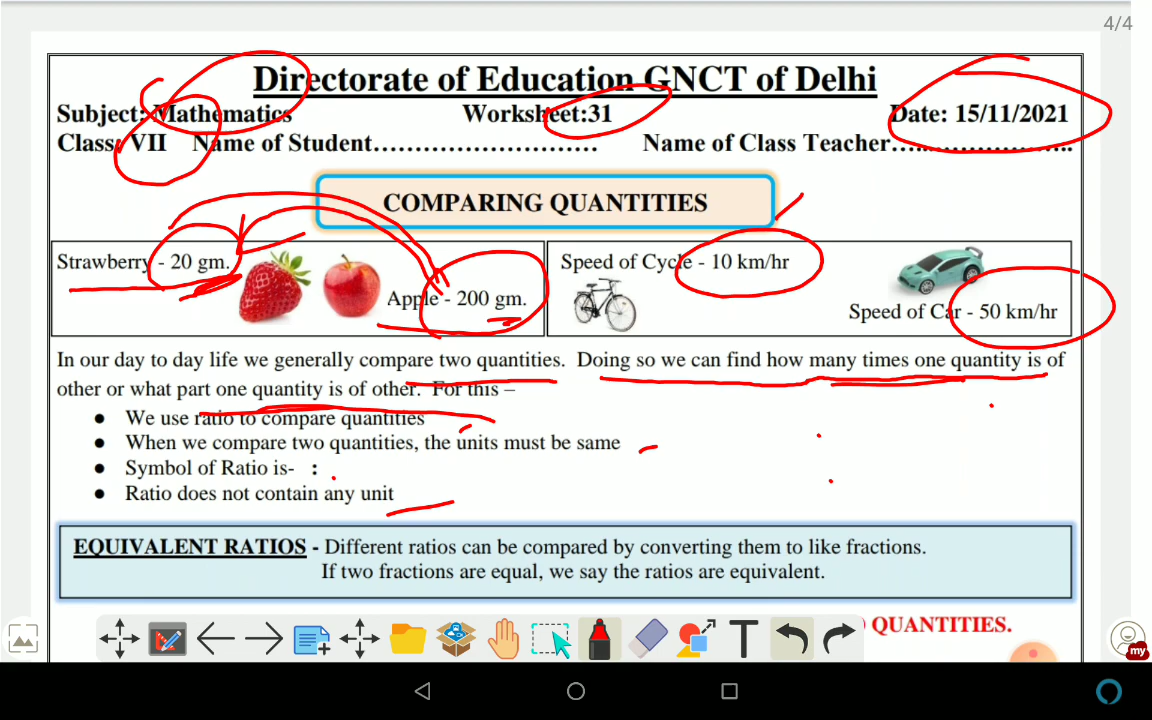 4/4
Directorate of Education GNCT of Delhi
Subject: Mathematics Worksheet:31 Date: 15/11/2021
Class: VII Name of Student………………………. Name of Class Teacher…..……………..
COMPARING QUANTITIES
Strawberry - 20 gm.
Apple - 200 gm.
Speed of Cycle - 10 km/hr
Speed of Car - 50 km/hr
In our day to day life we generally compare two quantities. Doing so we can find how many times one quantity is of
other or what part one quantity is of other. For this –
● We use ratio to compare quantities
● When we compare two quantities, the units must be same
● Symbol of Ratio is- :
● Ratio does not contain any unit
EQUIVALENT RATIOS - Different ratios can be compared by converting them to like fractions.
If two fractions are equal, we say the ratios are equivalent.
QUANTITIES.
T
my